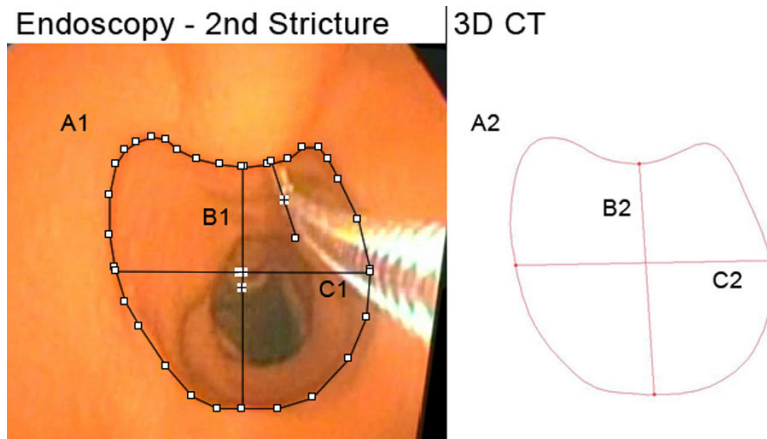 Endoscopy - 2nd Stricture
3D CT
A1
A2
B1
B2
C1
C2